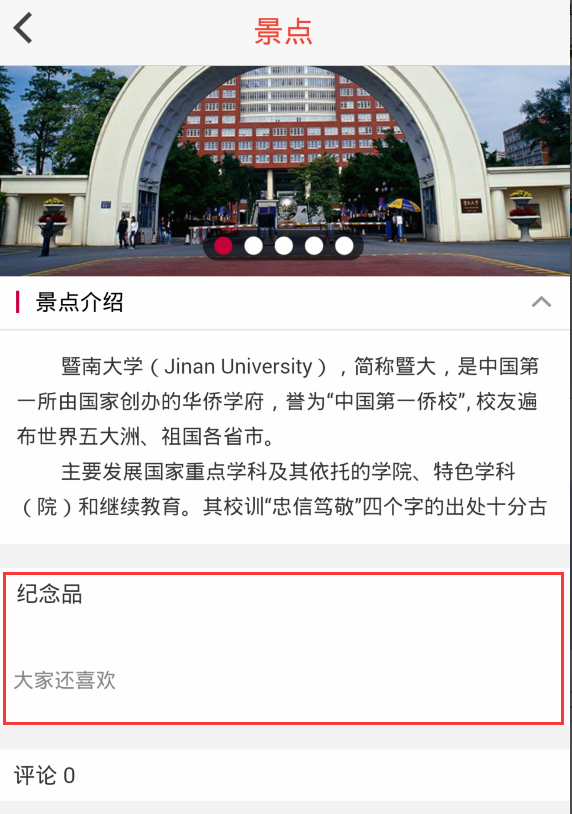 景点
景点介绍
暨南大学（Jinan University），简称暨大，是中国第
一所由国家创办的华侨学府，誉为“中国第一侨校”, 校友遍
布世界五大洲、祖国各省市。
主要发展国家重点学科及其依托的学院、特色学科
（院）和继续教育。其校训“忠信笃敬”四个字的出处十分古
纪念品
大家还喜欢
评论 0